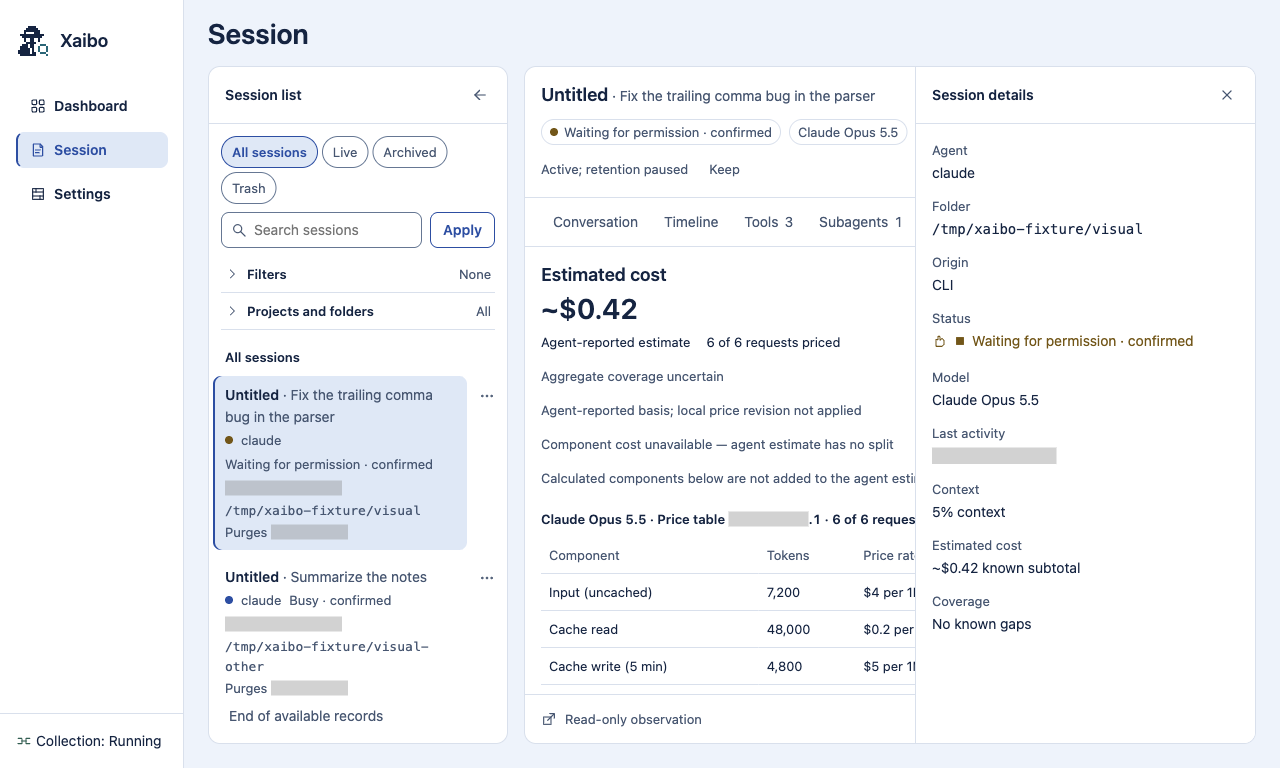 Xaibo
Dashboard
Session
Settings
Collection: Running
Session
Session list
All sessions
Live
Archived
Trash
Search sessions
Apply
Filters
None
Projects and folders
All
All sessions
Untitled · Fix the trailing comma
bug in the parser
claude
Waiting for permission · confirmed
/tmp/xaibo-fixture/visual
Purges
Untitled · Summarize the notes
claude Busy · confirmed
/tmp/xaibo-fixture/visual-
other
Purges
End of available records
Untitled · Fix the trailing comma bug in the parser
Waiting for permission · confirmed
Claude Opus 5.5
Active; retention paused
Keep
Conversation
Timeline
Tools 3
Subagents 1
Estimated cost
~$0.42
Agent-reported estimate
6 of 6 requests priced
Aggregate coverage uncertain
Agent-reported basis; local price revision not applied
Component cost unavailable — agent estimate has no split
Calculated components below are not added to the agent esti
Claude Opus 5.5 · Price table .1 · 6 of 6 reques
Component Tokens Price rat
Input (uncached) 7,200 $4 per 1
Cache read 48,000 $0.2 per
Cache write (5 min) 4,800 $5 per 1
Read-only observation
Session details
Agent
claude
Folder
/tmp/xaibo-fixture/visual
Origin
CLI
Status
Waiting for permission · confirmed
Model
Claude Opus 5.5
Last activity
Context
5% context
Estimated cost
~$0.42 known subtotal
Coverage
No known gaps